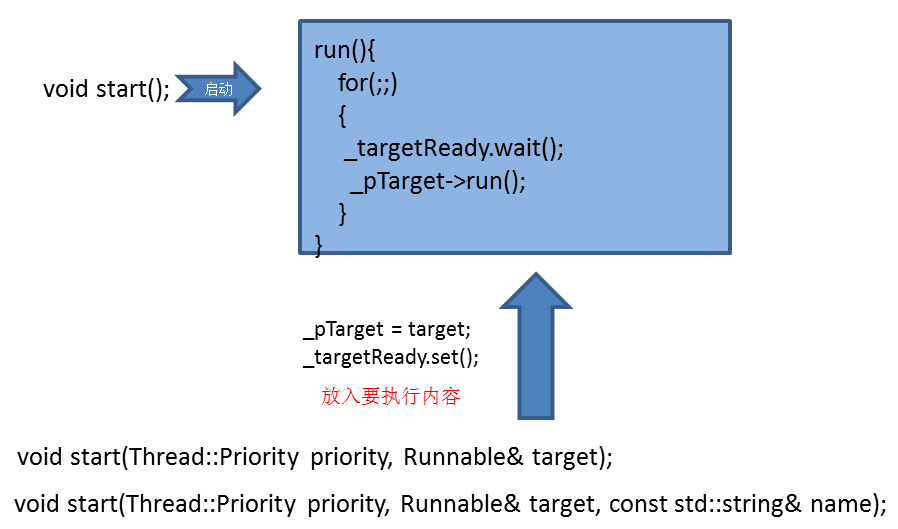 void start();
启动
run(){
for(;;)
{
_targetReady.wait();
_pTarget->run();
}
}
_pTarget = target;
_targetReady.set();
放入要执行内容
void start(Thread::Priority priority, Runnable& target);
void start(Thread::Priority priority, Runnable& target, const std::string& name);